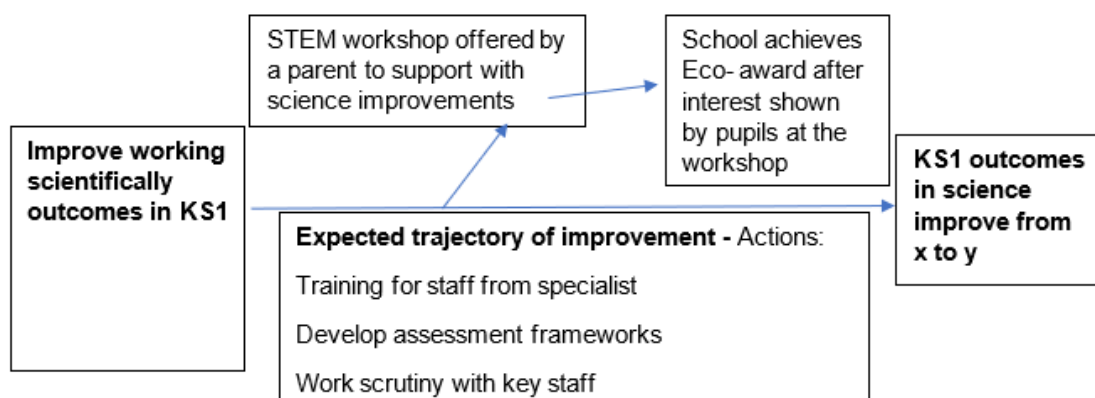 STEM workshop offered by
a parent to support with
science improvements
School achieves
Eco- award after
interest shown
by pupils at the
workshop
Improve working
scientifically
outcomes in KS1
KS1 outcomes
in science
improve from
x to y
Expected trajectory of improvement - Actions:
Training for staff from specialist
Develop assessment frameworks
Work scrutiny with key staff